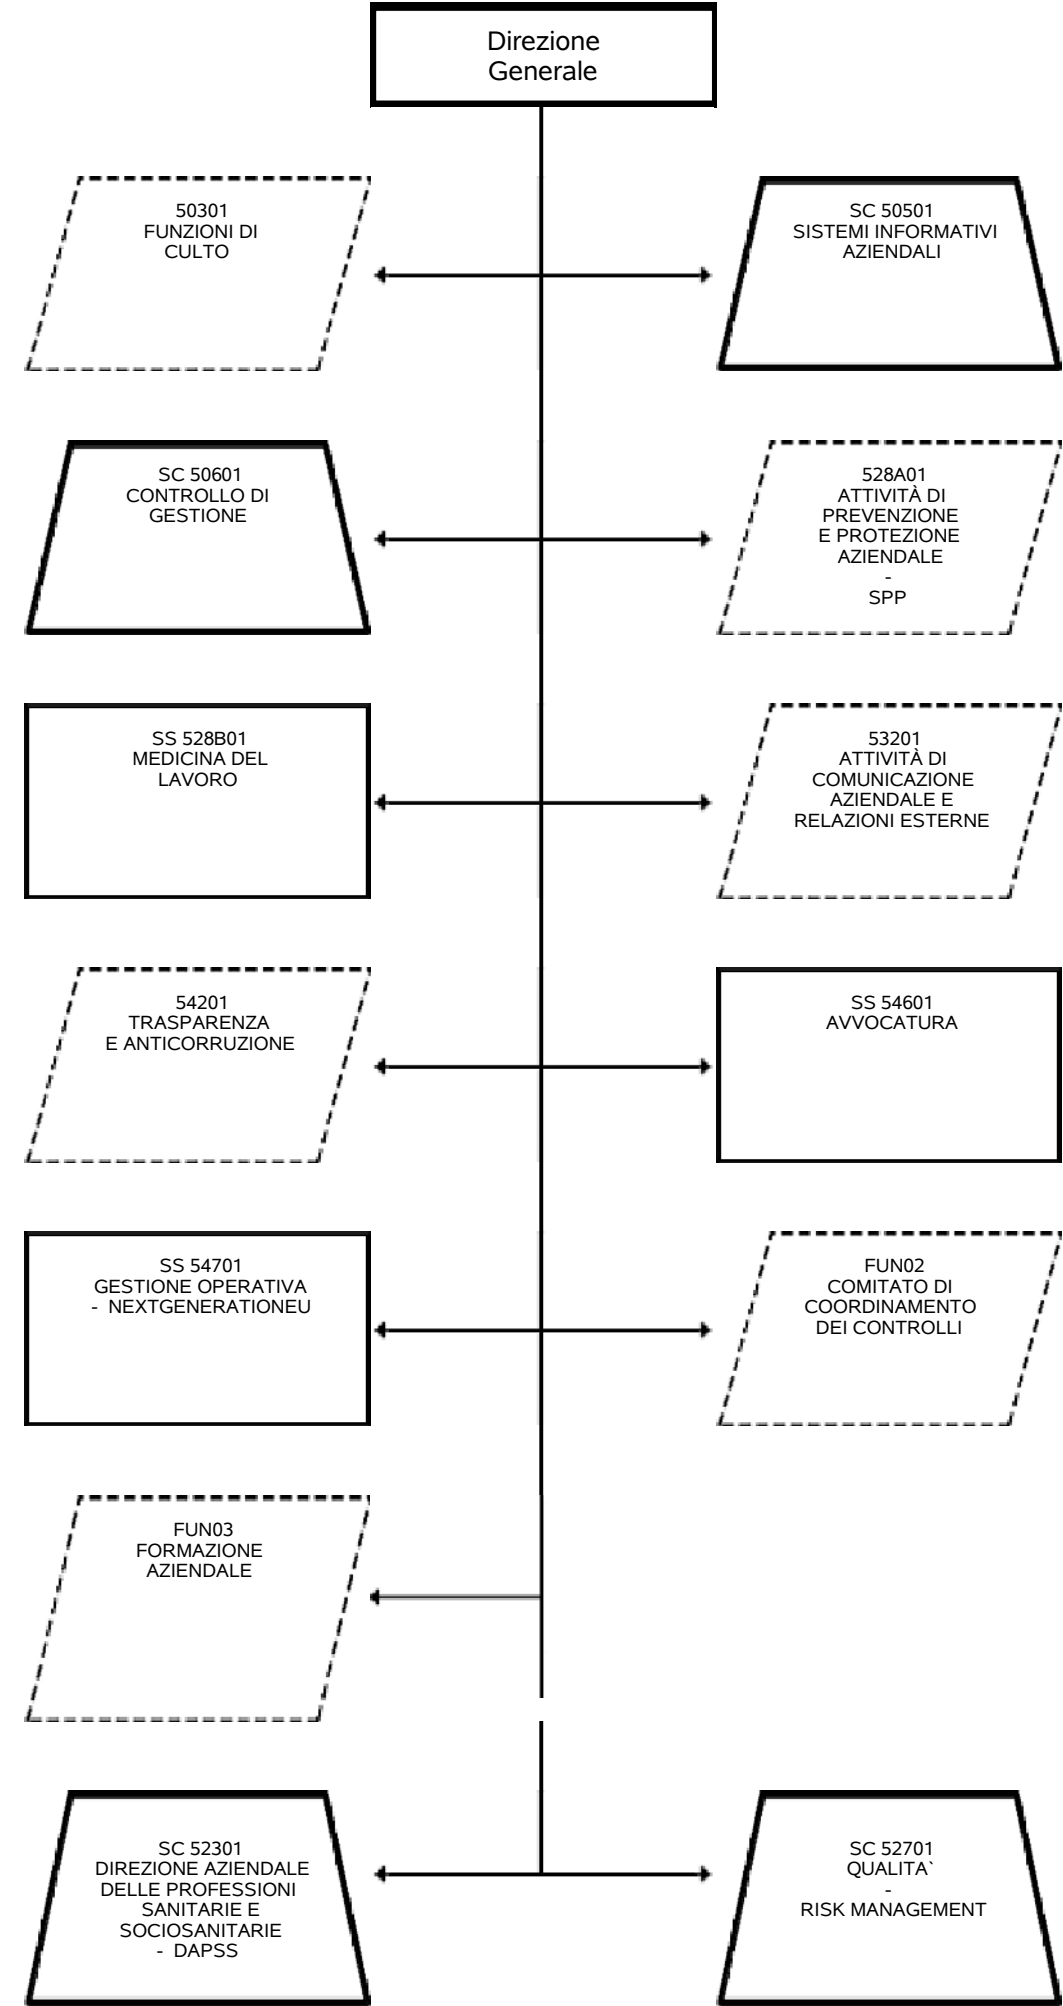 Direzione
Generale
50301
FUNZIONI DI
CULTO
SC 50501
SISTEMI INFORMATIVI
AZIENDALI
SC 50601
CONTROLLO DI
GESTIONE
528A01
ATTIVITÀ DI
PREVENZIONE
E PROTEZIONE
AZIENDALE
-
SPP
SS 528B01
MEDICINA DEL
LAVORO
53201
ATTIVITÀ DI
COMUNICAZIONE
AZIENDALE E
RELAZIONI ESTERNE
54201
TRASPARENZA
E ANTICORRUZIONE
SS 54601
AVVOCATURA
SS 54701
GESTIONE OPERATIVA
- NEXTGENERATIONEU
FUN02
COMITATO DI
COORDINAMENTO
DEI CONTROLLI
FUN03
FORMAZIONE
AZIENDALE
SC 52301
DIREZIONE AZIENDALE
DELLE PROFESSIONI
SANITARIE E
SOCIOSANITARIE
- DAPSS
SC 52701
QUALITA`
-
RISK MANAGEMENT